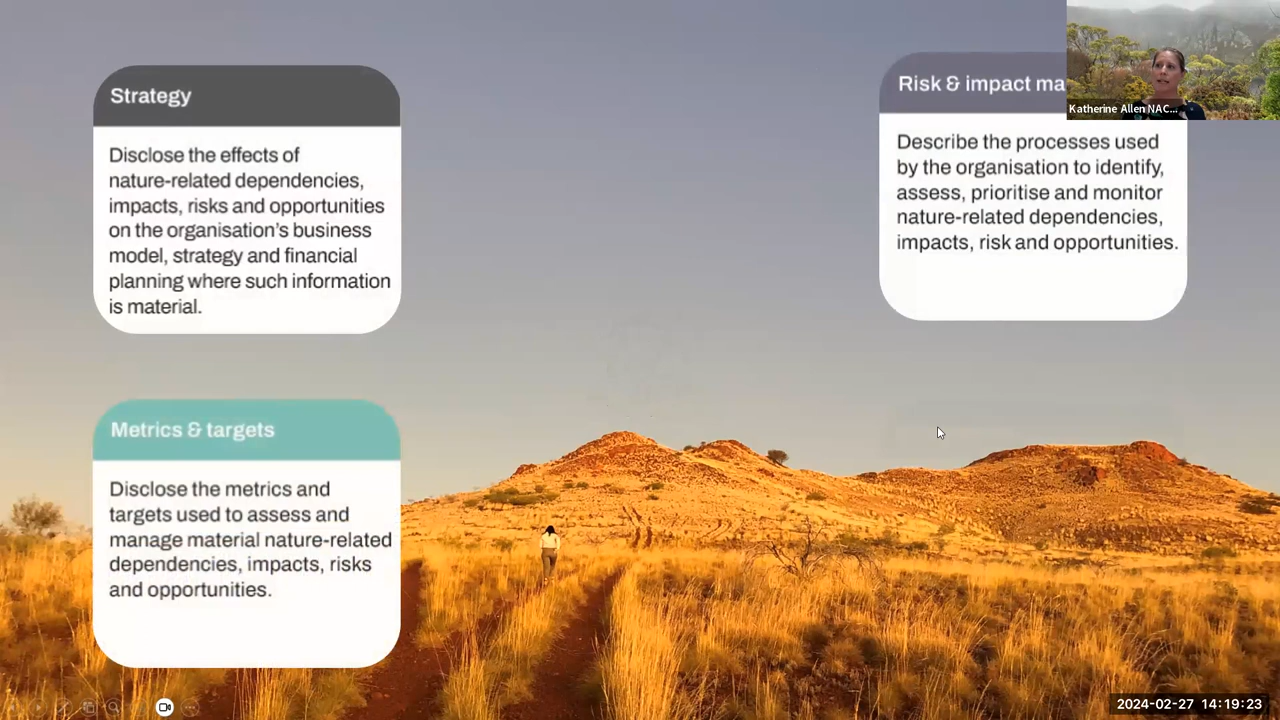 Strategy
Disclose the effects of
nature-related dependencies,
impacts, risks and opportunities
on the organisation's business
model, strategy and financial
planning where such information
is material.
Risk & impact ma
Describe the processes used
by the organisation to identify,
assess, prioritise and monitor
nature-related dependencies,
impacts, risk and opportunities.
Katherine Allen NAC...
Metrics & targets
Disclose the metrics and
targets used to assess and
manage material nature-related
dependencies, impacts, risks
and opportunities.
2024-02-27 14:19:23